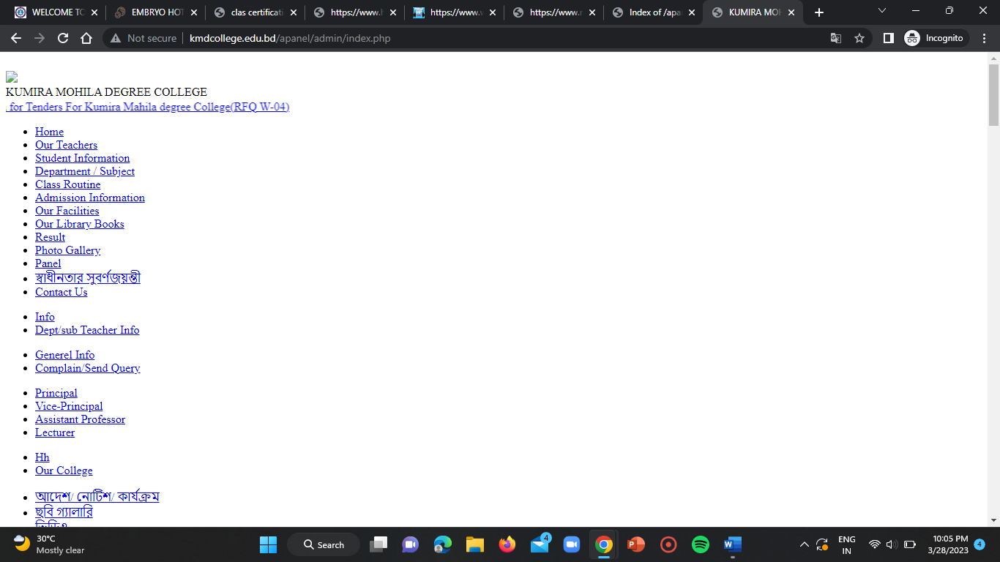 WELCOME TC
EMBRYO HOT
clas certificati
https://www.
https://www.
https://www.
Index of /apa
KUMIRA MOH
Not secure
kmdcollege.edu.bd/apanel/admin/index.php
Incognito
KUMIRA MOHILA DEGREE COLLEGE
for Tenders For Kumira Mahila degree College(RFQ W-04)
Home
Our Teachers
Student Information
Department / Subject
Class Routine
Admission Information
Our Facilities
Our Library Books
Result
Photo Gallery
Panel
স্বাধীনতার সুবর্ণজয়ন্তী
Contact Us
Info
Dept/sub Teacher Info
Generel Info
Complain/Send Query
Principal
Vice-Principal
Assistant Professor
Lecturer
Hh
Our College
আদেশ/ নোটিশ/ কার্যক্রম
ছবি গ্যালারি
30°C
Mostly clear
Search
4
ENG
IN
10:05 PM
3/28/2023
4